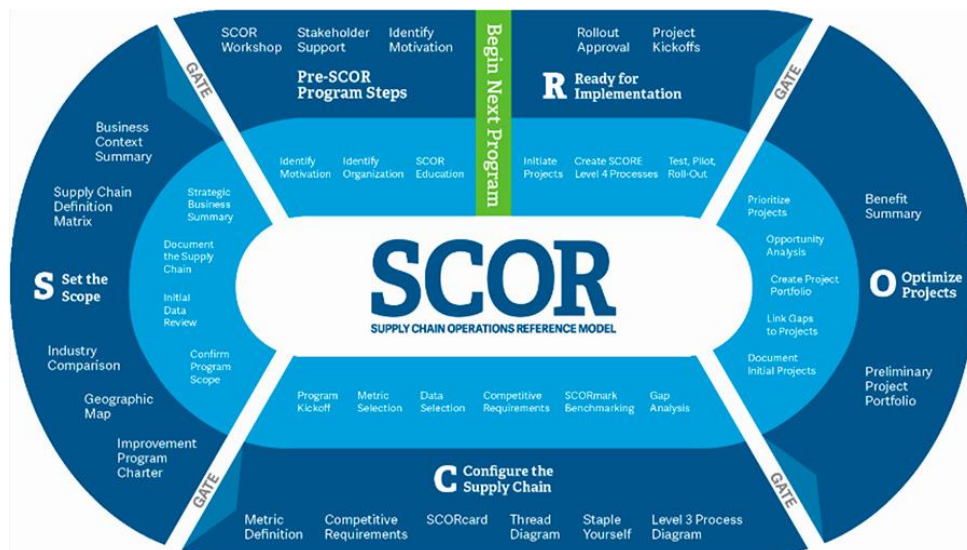 SCOR
Workshop
Stakeholder
Support
Identify
Motivation
Pre-SCOR
Program Steps
Identify
Motivation
Identify
Organization
SCOR
Education
Begin Next Program
Rollout
Approval
Project
Kickoffs
R Ready for
Implementation
Initiate
Projects
Create SCORE
Level 4 Processes
Test, Pilot,
Roll-Out
GATE
GATE
Business
Context
Summary
Supply Chain
Definition
Matrix
S Set the
Scope
Industry
Comparison
Geographic
Map
Improvement
Program
Charter
Strategic
Business
Summary
Document
the Supply
Chain
Initial
Data
Review
Confirm
Program
Scope
SCOR
SUPPLY CHAIN OPERATIONS REFERENCE MODEL
Prioritize
Projects
Opportunity
Analysis
Create Project
Portfolio
Link Gaps
to Projects
Document
Initial Projects
Benefit
Summary
O Optimize
Projects
Preliminary
Project
Portfolio
Program
Kickoff
Metric
Selection
Data
Selection
Competitive
Requirements
SCORmark
Benchmarking
Gap
Analysis
GATE
GATE
C Configure the
Supply Chain
Metric
Definition
Competitive
Requirements
SCORcard
Thread
Diagram
Staple
Yourself
Level 3 Process
Diagram